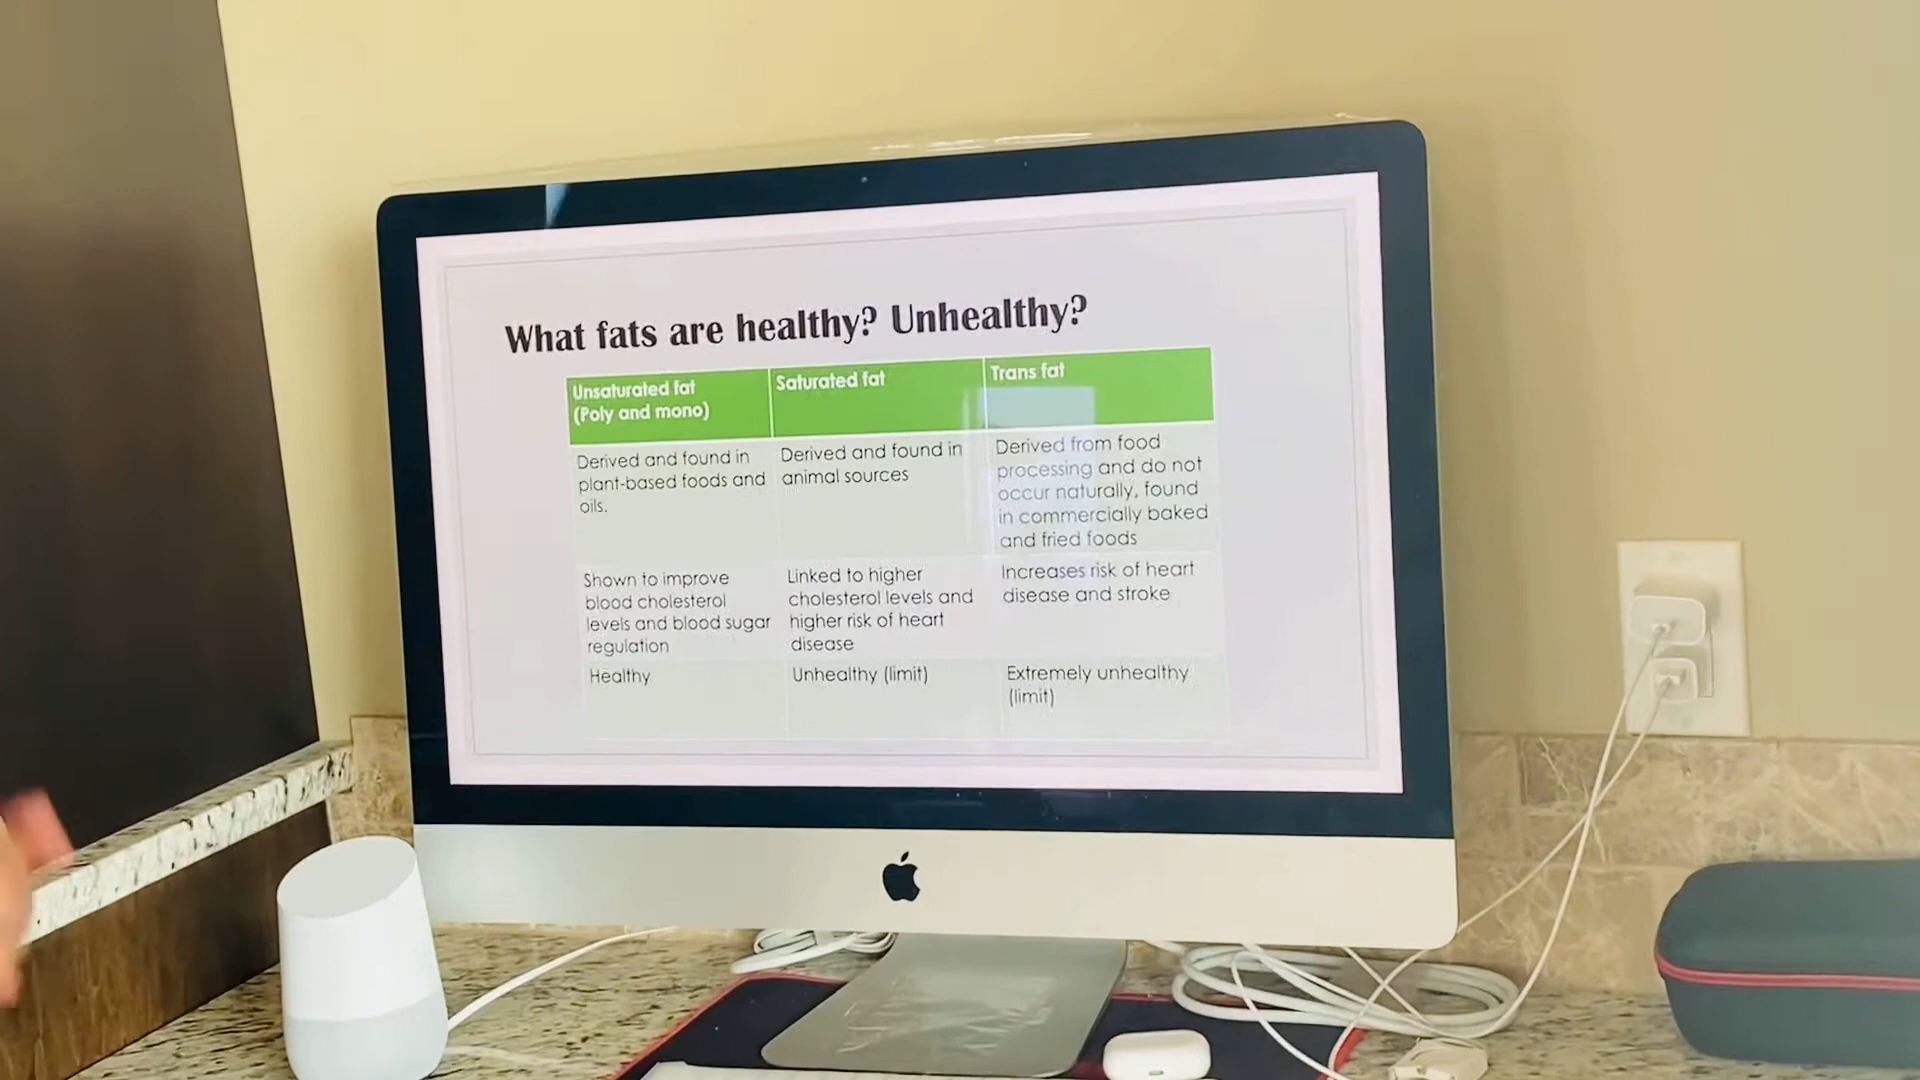 What fats are healthy? Unhealthy?
Unsaturated fat
(Poly and mono)
Saturated fat
Trans fat
Derived and found in
plant-based foods and
oils.
Derived and found in
animal sources
Derived from food
processing and do not
occur naturally, found
in commercially baked
and fried foods
Shown to improve
blood cholesterol
levels and blood sugar
regulation
Linked to higher
cholesterol levels and
higher risk of heart
disease
Increases risk of heart
disease and stroke
Healthy
Unhealthy (limit)
Extremely unhealthy
(limit)